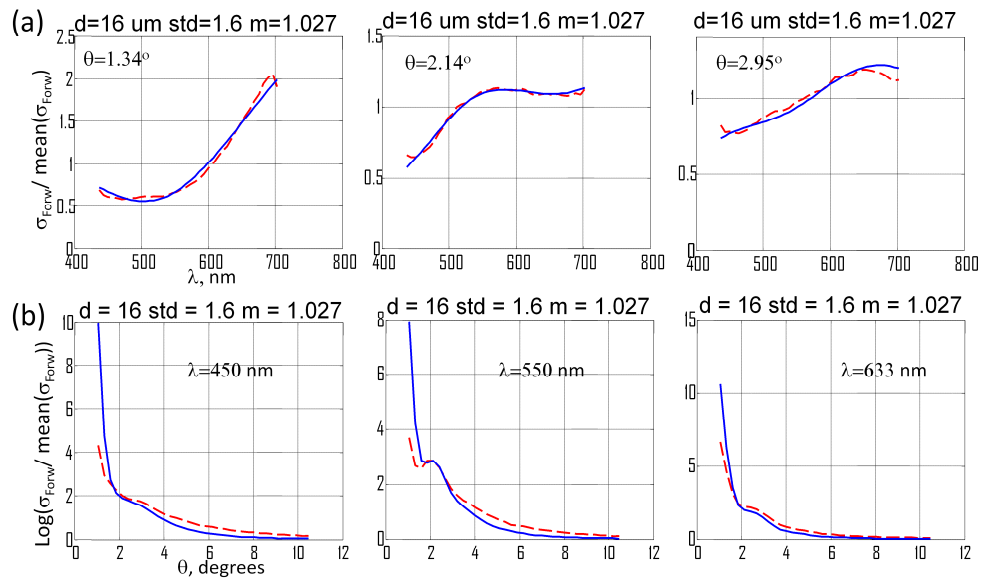 (a)
d=16 um std=1.6 m=1.027
d=16 um std=1.6 m=1.027
d=16 um std=1.6 m=1.027
2.5
2
1.5
1
0.5
0
σFcrw/ mean(σForw)
θ=1.34º
400 500 600 700 800
λ, nm
1.5
1
0.5
0
θ=2.14º
400 500 600 700 800
1
0.5
0
θ=2.95º
400 500 600 700 800
(b)
d = 16 std = 1.6 m = 1.027
d = 16 std = 1.6 m = 1.027
d = 16 std = 1.6 m = 1.027
10
8
6
4
2
0
Log(σForw/ mean(σForw))
λ=450 nm
0 2 4 6 8 10 12
θ, degrees
8
6
4
2
0
λ=550 nm
0 2 4 6 8 10 12
15
10
5
0
λ=633 nm
0 2 4 6 8 10 12